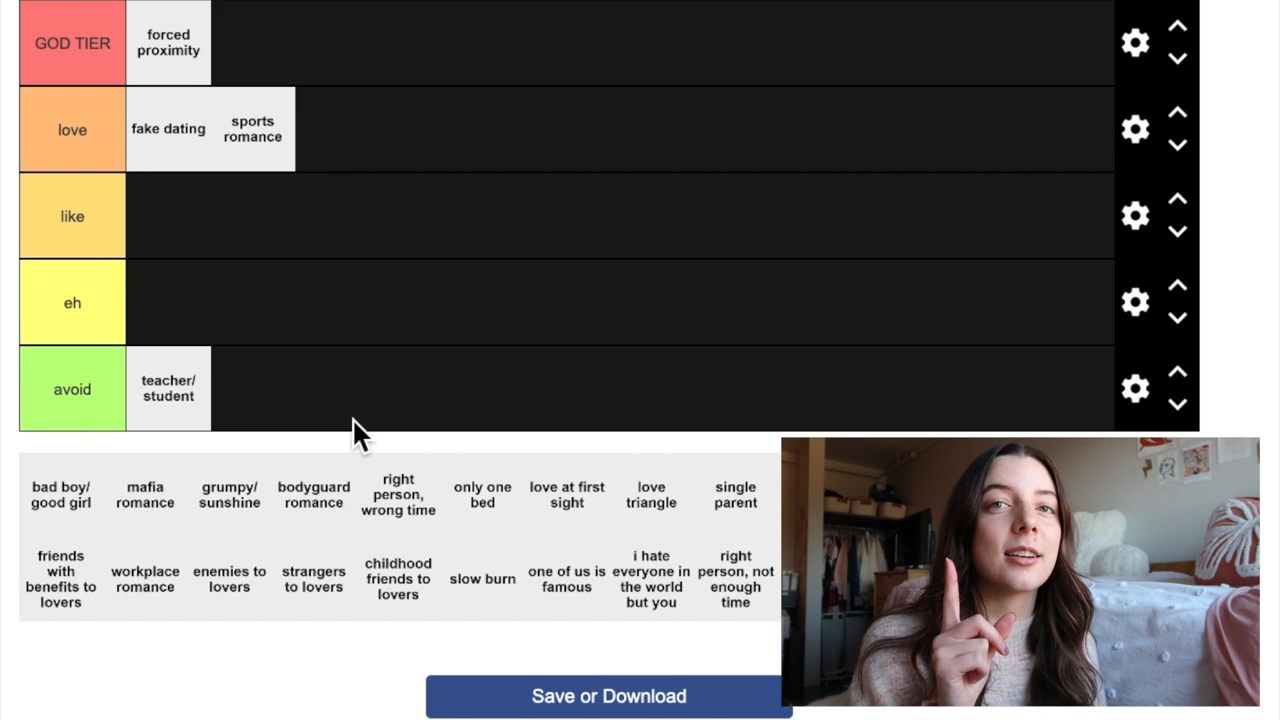 GOD TIER
forced
proximity
love
fake dating
sports
romance
like
eh
avoid
teacher/
student
bad boy/
good girl
mafia
romance
grumpy/
sunshine
bodyguard
romance
right
person,
wrong time
only one
bed
love at first
sight
love
triangle
single
parent
friends
with
benefits to
lovers
workplace
romance
enemies to
lovers
strangers
to lovers
childhood
friends to
lovers
slow burn
one of us is
famous
i hate
everyone in
the world
but you
right
person, not
enough
time
Save or Download